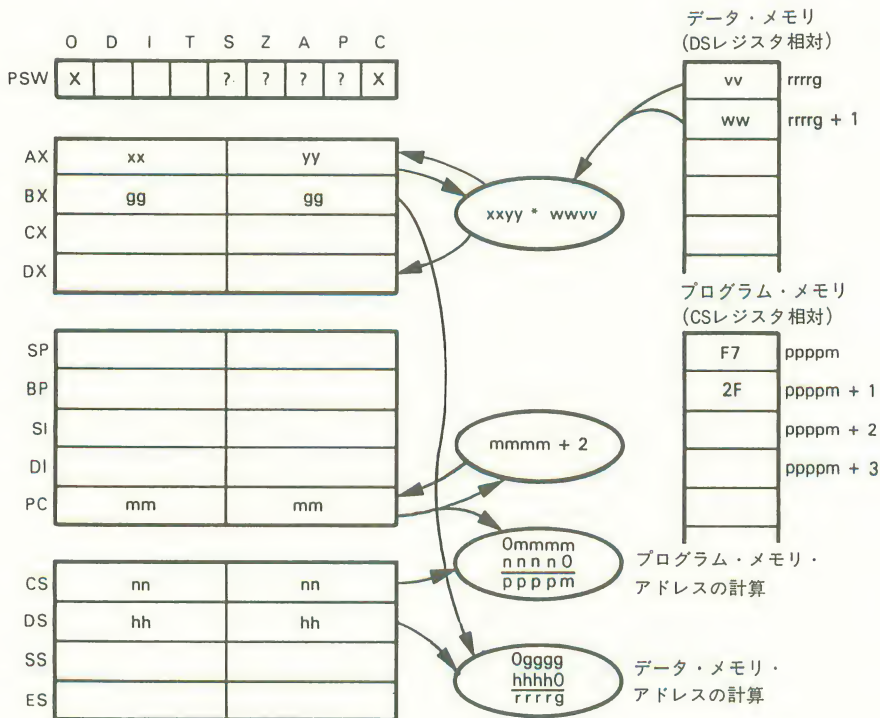 O D I T S Z A P C
PSW X ? ? ? ? X
AX xx yy
BX gg gg
CX
DX
SP
BP
SI
DI
PC mm mm
CS nn nn
DS hh hh
SS
ES
xxyy * wwvv
mmmm + 2
0mmmm
nnnn0
ppppm
プログラム・メモリ・
アドレスの計算
0gggg
hhhh0
rrrrg
データ・メモリ・
アドレスの計算
データ・メモリ
(DSレジスタ相対)
vv rrrrg
ww rrrrg + 1
プログラム・メモリ
(CSレジスタ相対)
F7 ppppm
2F ppppm + 1
ppppm + 2
ppppm + 3